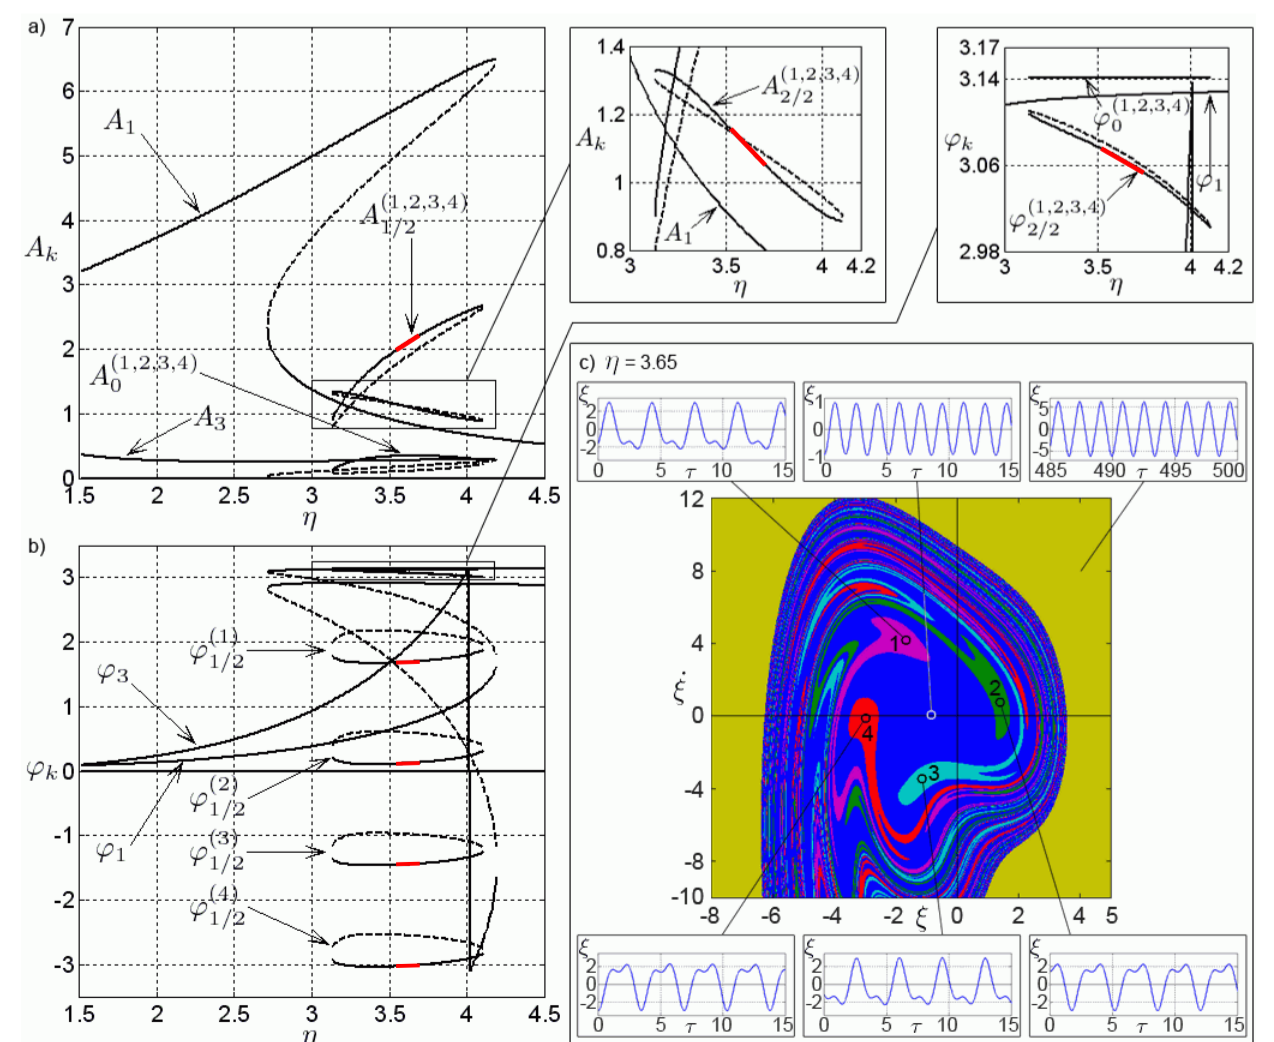 a)
7
6
5
4
3
2
1
0
A_k
A_1
A_{1/2}^{(1,2,3,4)}
A_0^{(1,2,3,4)}
A_3
1.5 2 2.5 3 3.5 4 4.5
η
1.4
1.2
1
0.8
A_k
A_{2/2}^{(1,2,3,4)}
A_1
3 3.5 4 4.2
η
3.17
3.14
3.06
2.98
φ_k
φ_0^{(1,2,3,4)}
φ_1
φ_{2/2}^{(1,2,3,4)}
3 3.5 4 4.2
η
b)
3
2
1
0
-1
-2
-3
φ_k
φ_{1/2}^{(1)}
φ_3
φ_{1/2}^{(2)}
φ_1
φ_{1/2}^{(3)}
φ_{1/2}^{(4)}
1.5 2 2.5 3 3.5 4 4.5
η
c) η = 3.65
ξ
2
0
-2
0 5 τ 10 15
ξ
1
0
-1
0 5 τ 10 15
ξ
5
0
-5
485 490 τ 495 500
12
8
4
0
-4
-8
-10
ξ̇
1
2
3
4
-8 -6 -4 -2 ξ 0 2 4 5
ξ
2
0
-2
0 5 τ 10 15
ξ
2
0
-2
0 5 τ 10 15
ξ
2
0
-2
0 5 τ 10 15